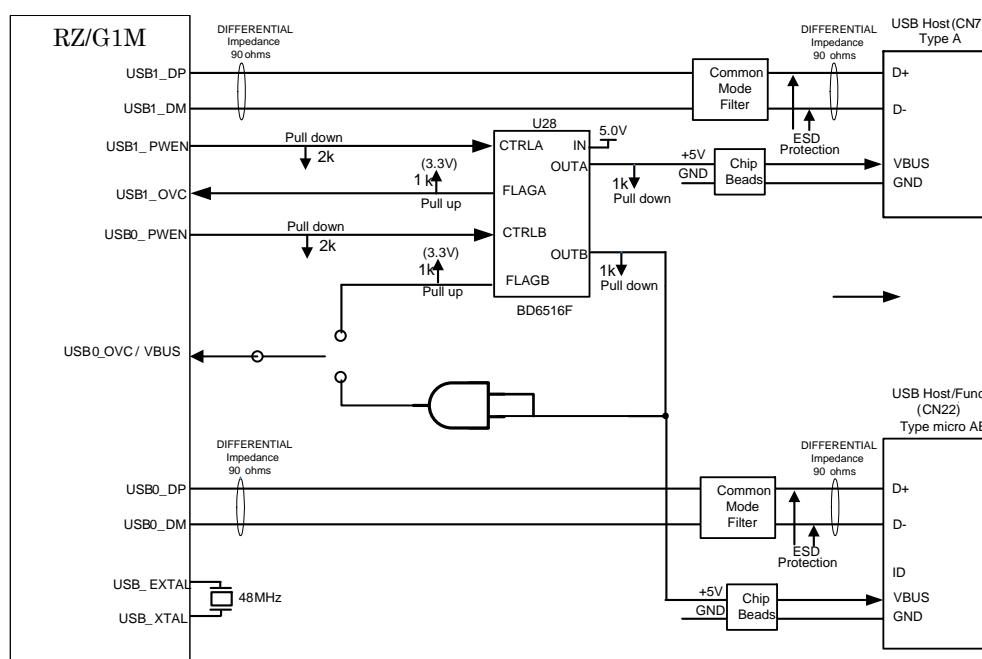 RZ/G1M
DIFFERENTIAL
Impedance
90 ohms
DIFFERENTIAL
Impedance
90 ohms
USB Host(CN7
Type A
USB1_DP
USB1_DM
Common
Mode
Filter
D+
D-
ESD
Protection
U28
5.0V
USB1_PWEN
Pull down
2k
CTRLA
IN
OUTA
+5V
GND
Chip
Beads
VBUS
GND
(3.3V)
1k
Pull up
USB1_OVC
FLAGA
1k
Pull down
USB0_PWEN
Pull down
2k
CTRLB
OUTB
(3.3V)
1k
Pull up
FLAGB
1k
Pull down
BD6516F
USB0_OVC / VBUS
USB Host/Func
(CN22)
Type micro AB
DIFFERENTIAL
Impedance
90 ohms
DIFFERENTIAL
Impedance
90 ohms
USB0_DP
USB0_DM
Common
Mode
Filter
D+
D-
ESD
Protection
ID
USB_EXTAL
48MHz
USB_XTAL
+5V
GND
Chip
Beads
VBUS
GND